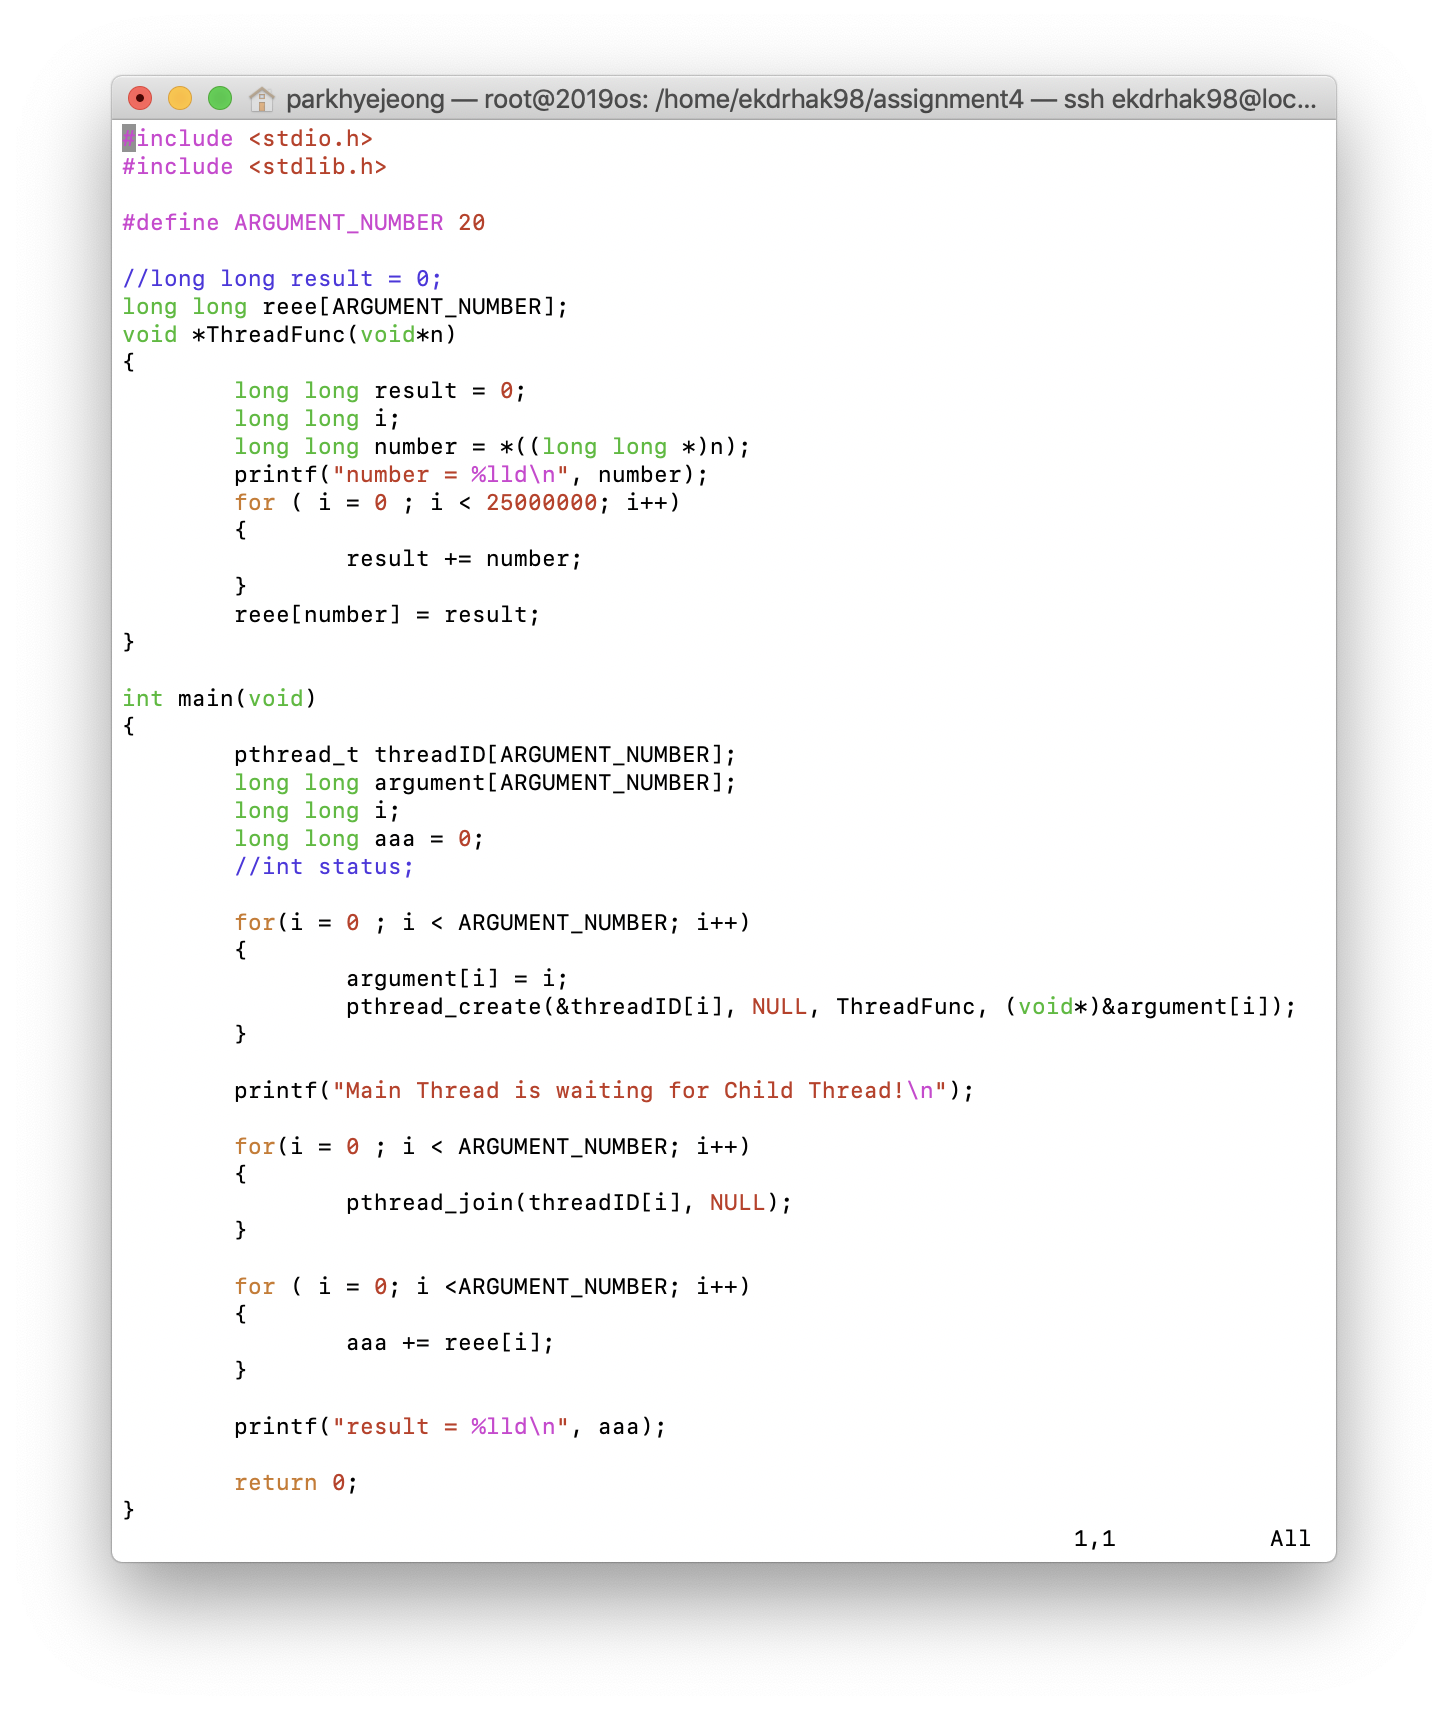 parkhyejeong — root@2019os: /home/ekdrhak98/assignment4 — ssh ekdrhak98@loc...
#include <stdio.h>
#include <stdlib.h>
#define ARGUMENT_NUMBER 20
//long long result = 0;
long long reee[ARGUMENT_NUMBER];
void *ThreadFunc(void*n)
{
        long long result = 0;
        long long i;
        long long number = *((long long *)n);
        printf("number = %lld\n", number);
        for ( i = 0 ; i < 25000000; i++)
        {
                result += number;
        }
        reee[number] = result;
}
int main(void)
{
        pthread_t threadID[ARGUMENT_NUMBER];
        long long argument[ARGUMENT_NUMBER];
        long long i;
        long long aaa = 0;
        //int status;
        for(i = 0 ; i < ARGUMENT_NUMBER; i++)
        {
                argument[i] = i;
                pthread_create(&threadID[i], NULL, ThreadFunc, (void*)&argument[i]);
        }
        printf("Main Thread is waiting for Child Thread!\n");
        for(i = 0 ; i < ARGUMENT_NUMBER; i++)
        {
                pthread_join(threadID[i], NULL);
        }
        for ( i = 0; i <ARGUMENT_NUMBER; i++)
        {
                aaa += reee[i];
        }
        printf("result = %lld\n", aaa);
        return 0;
}
1,1 All